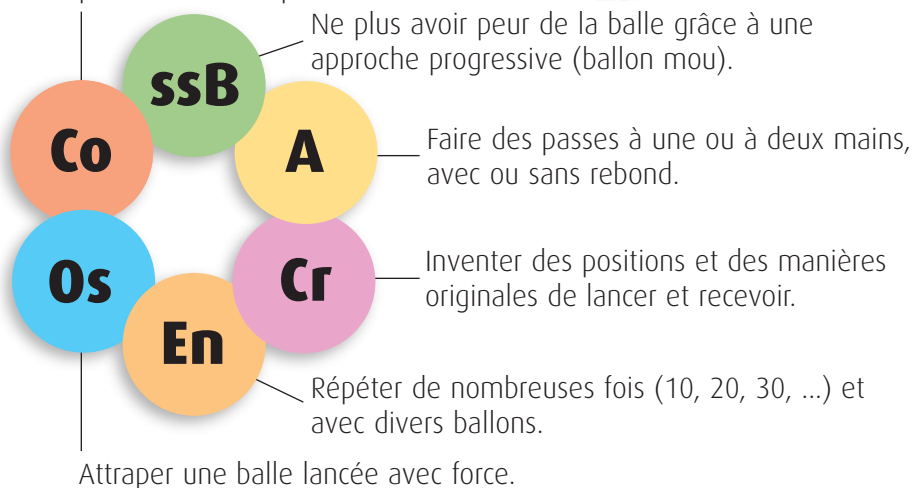 Ne plus avoir peur de la balle grâce à une
approche progressive (ballon mou).
ssB
Co
A
Faire des passes à une ou à deux mains,
avec ou sans rebond.
Os
Cr
Inventer des positions et des manières
originales de lancer et recevoir.
En
Répéter de nombreuses fois (10, 20, 30, ...) et
avec divers ballons.
Attraper une balle lancée avec force.